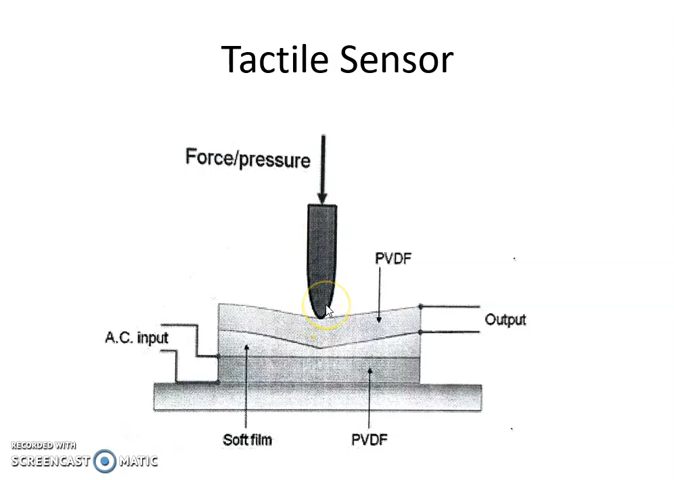 Tactile Sensor
Force/pressure
PVDF
Output
A.C. input
Soft film
PVDF
RECORDED WITH
SCREENCAST MATIC